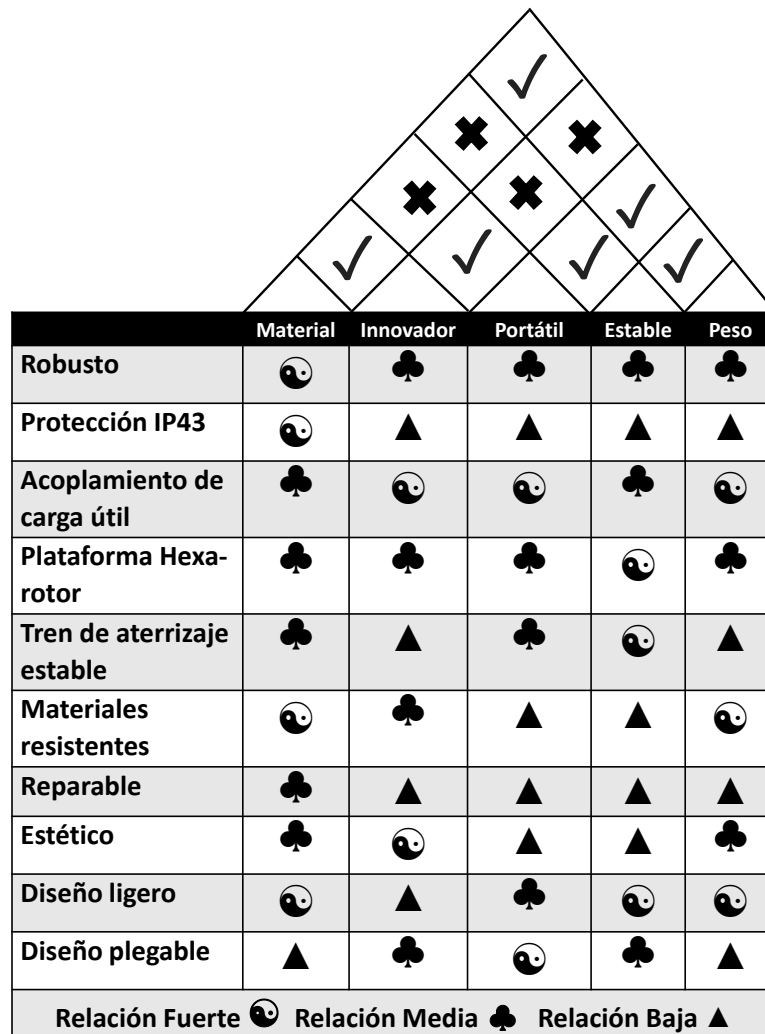 Material Innovador Portátil Estable Peso
Robusto
Protección IP43
Acoplamiento de
carga útil
Plataforma Hexa-
rotor
Tren de aterrizaje
estable
Materiales
resistentes
Reparable
Estético
Diseño ligero
Diseño plegable
Relación Fuerte ☯ Relación Media ♣ Relación Baja ▲